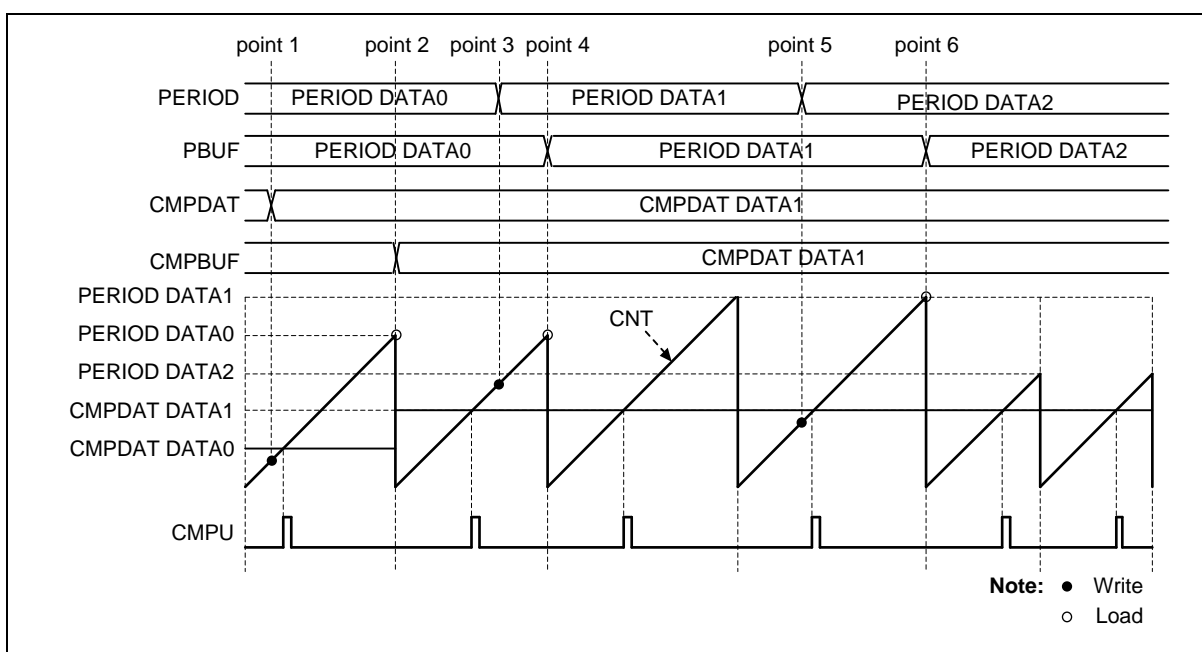 point 1 point 2 point 3 point 4 point 5 point 6
PERIOD PERIOD DATA0 PERIOD DATA1 PERIOD DATA2
PBUF PERIOD DATA0 PERIOD DATA1 PERIOD DATA2
CMPDAT CMPDAT DATA1
CMPBUF CMPDAT DATA1
PERIOD DATA1
PERIOD DATA0
CNT
PERIOD DATA2
CMPDAT DATA1
CMPDAT DATA0
CMPU
Note: ● Write
○ Load